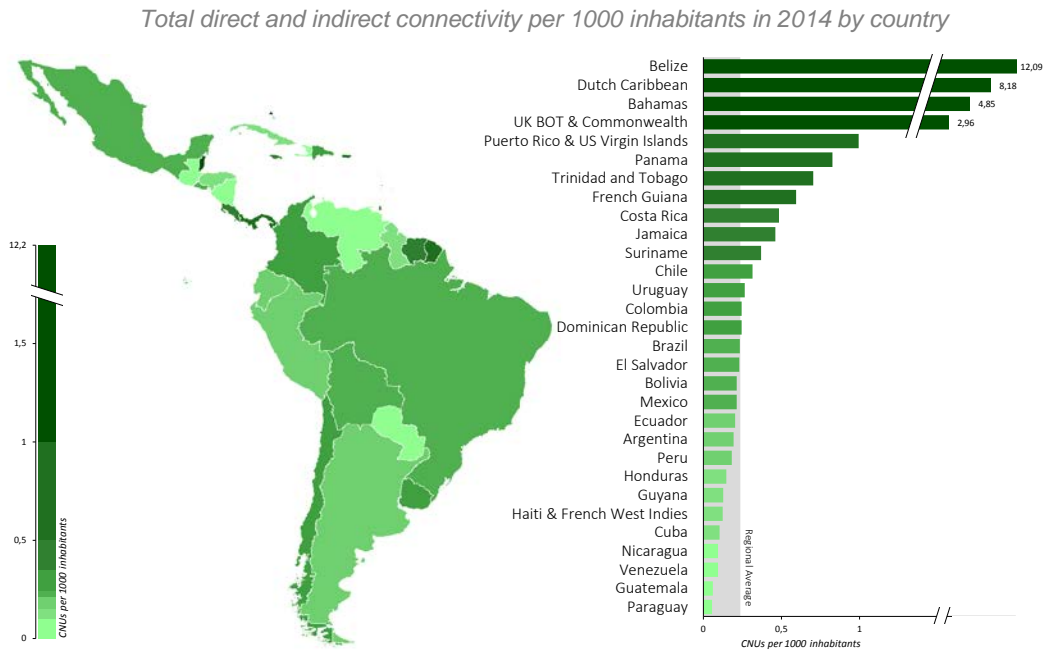 Total direct and indirect connectivity per 1000 inhabitants in 2014 by country
12,2
1,5
1
0,5
0
CNUs per 1000 inhabitants
Belize
12,09
Dutch Caribbean
8,18
Bahamas
4,85
UK BOT & Commonwealth
2,96
Puerto Rico & US Virgin Islands
Panama
Trinidad and Tobago
French Guiana
Costa Rica
Jamaica
Suriname
Chile
Uruguay
Colombia
Dominican Republic
Brazil
El Salvador
Bolivia
Mexico
Ecuador
Argentina
Peru
Honduras
Guyana
Haiti & French West Indies
Cuba
Nicaragua
Venezuela
Guatemala
Paraguay
Regional Average
0
0,5
1
CNUs per 1000 inhabitants